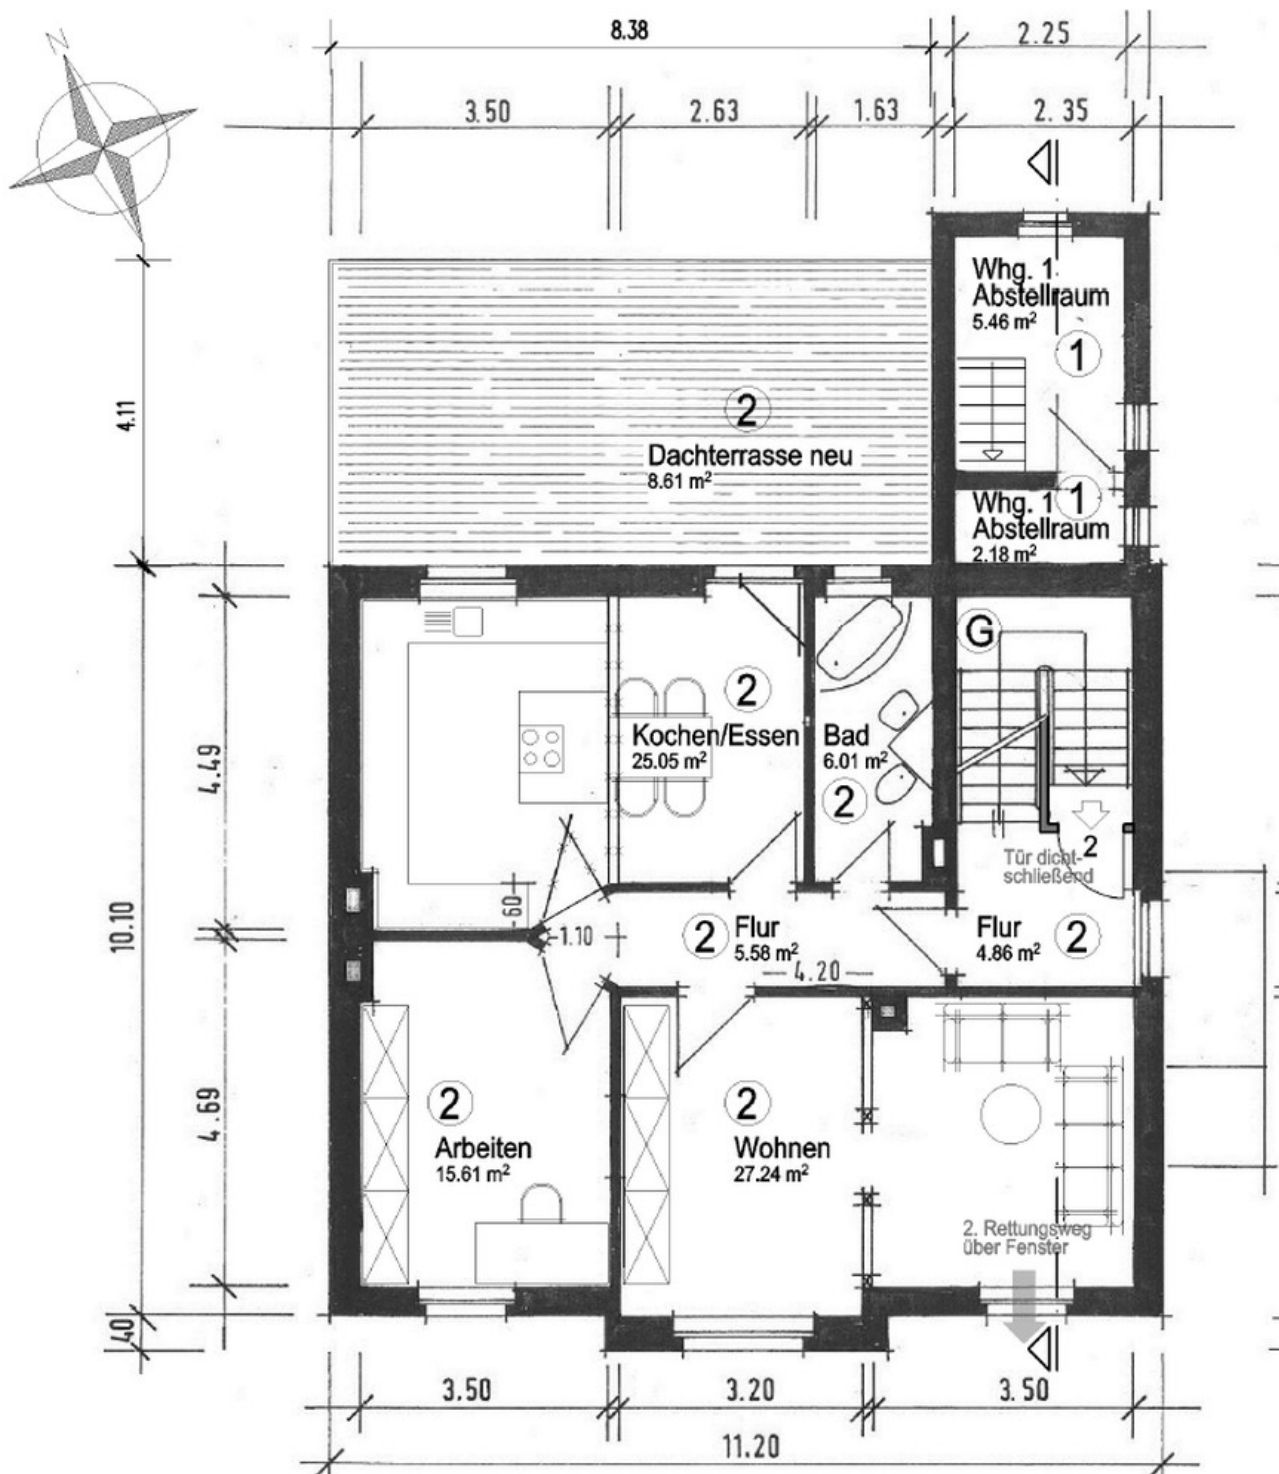 N
8.38
2.25
3.50
2.63
1.63
2.35
Whg. 1
Abstellraum
5.46 m²
1
4.11
2
Dachterrasse neu
8.61 m²
1
Whg. 1
Abstellraum
2.18 m²
G
2
Kochen/Essen
25.05 m²
Bad
6.01 m²
2
4.49
2
Tür dicht-
schließend
60
1.10
10.10
2
Flur
5.58 m²
4.20
Flur
4.86 m²
2
4.69
2
Arbeiten
15.61 m²
2
Wohnen
27.24 m²
2. Rettungsweg
über Fenster
40
3.50
3.20
3.50
11.20